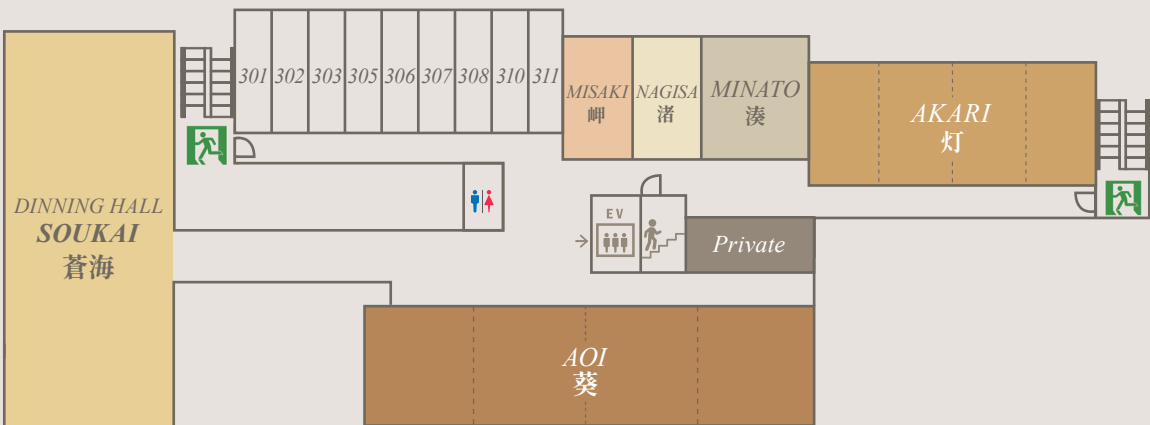 301
302
303
305
306
307
308
310
311
MISAKI
岬
NAGISA
渚
MINATO
湊
AKARI
灯
DINNING HALL
SOUKAI
蒼海
EV
Private
AOI
葵